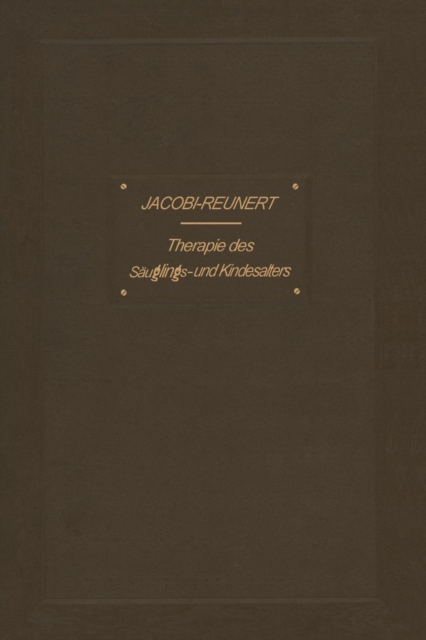 JACOBI-REUNERT
Therapie des
Säuglings- und Kindesalters